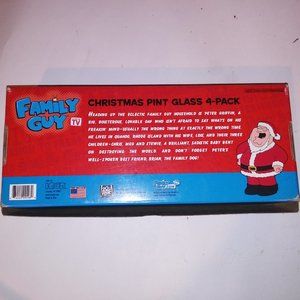 FAMILY
GUY
TV
CHRISTMAS PINT GLASS 4-PACK
HEADING UP THE ECLECTIC FAMILY GUY HOUSEHOLD IS PETER GRIFFIN, A
BIG, BOISTEROUS, LOVABLE OAF WHO ISN'T AFRAID TO SAY WHAT'S ON HIS
FREAKIN' MIND-USUALLY THE WRONG THING AT EXACTLY THE WRONG TIME.
HE LIVES IN QUAHOG, RHODE ISLAND WITH HIS WIFE, LOIS, AND THEIR THREE
CHILDREN-CHRIS, MEG AND STEWIE, A BRILLIANT, SADISTIC BABY BENT
ON DESTROYING THE WORLD AND DON'T FORGET PETER'S
WELL-SPOKEN BEST FRIEND, BRIAN, THE FAMILY DOG!
FOX